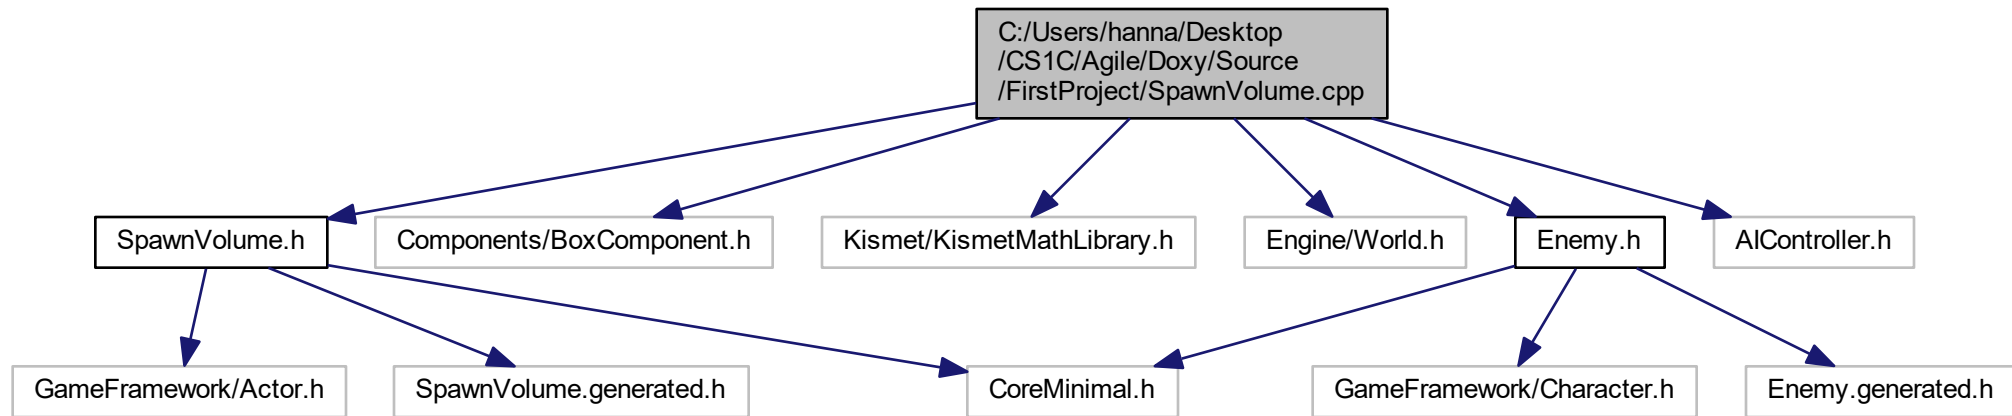 C:/Users/hanna/Desktop
/CS1C/Agile/Doxy/Source
/FirstProject/SpawnVolume.cpp
SpawnVolume.h
Components/BoxComponent.h
Kismet/KismetMathLibrary.h
Engine/World.h
Enemy.h
AIController.h
GameFramework/Actor.h
SpawnVolume.generated.h
CoreMinimal.h
GameFramework/Character.h
Enemy.generated.h